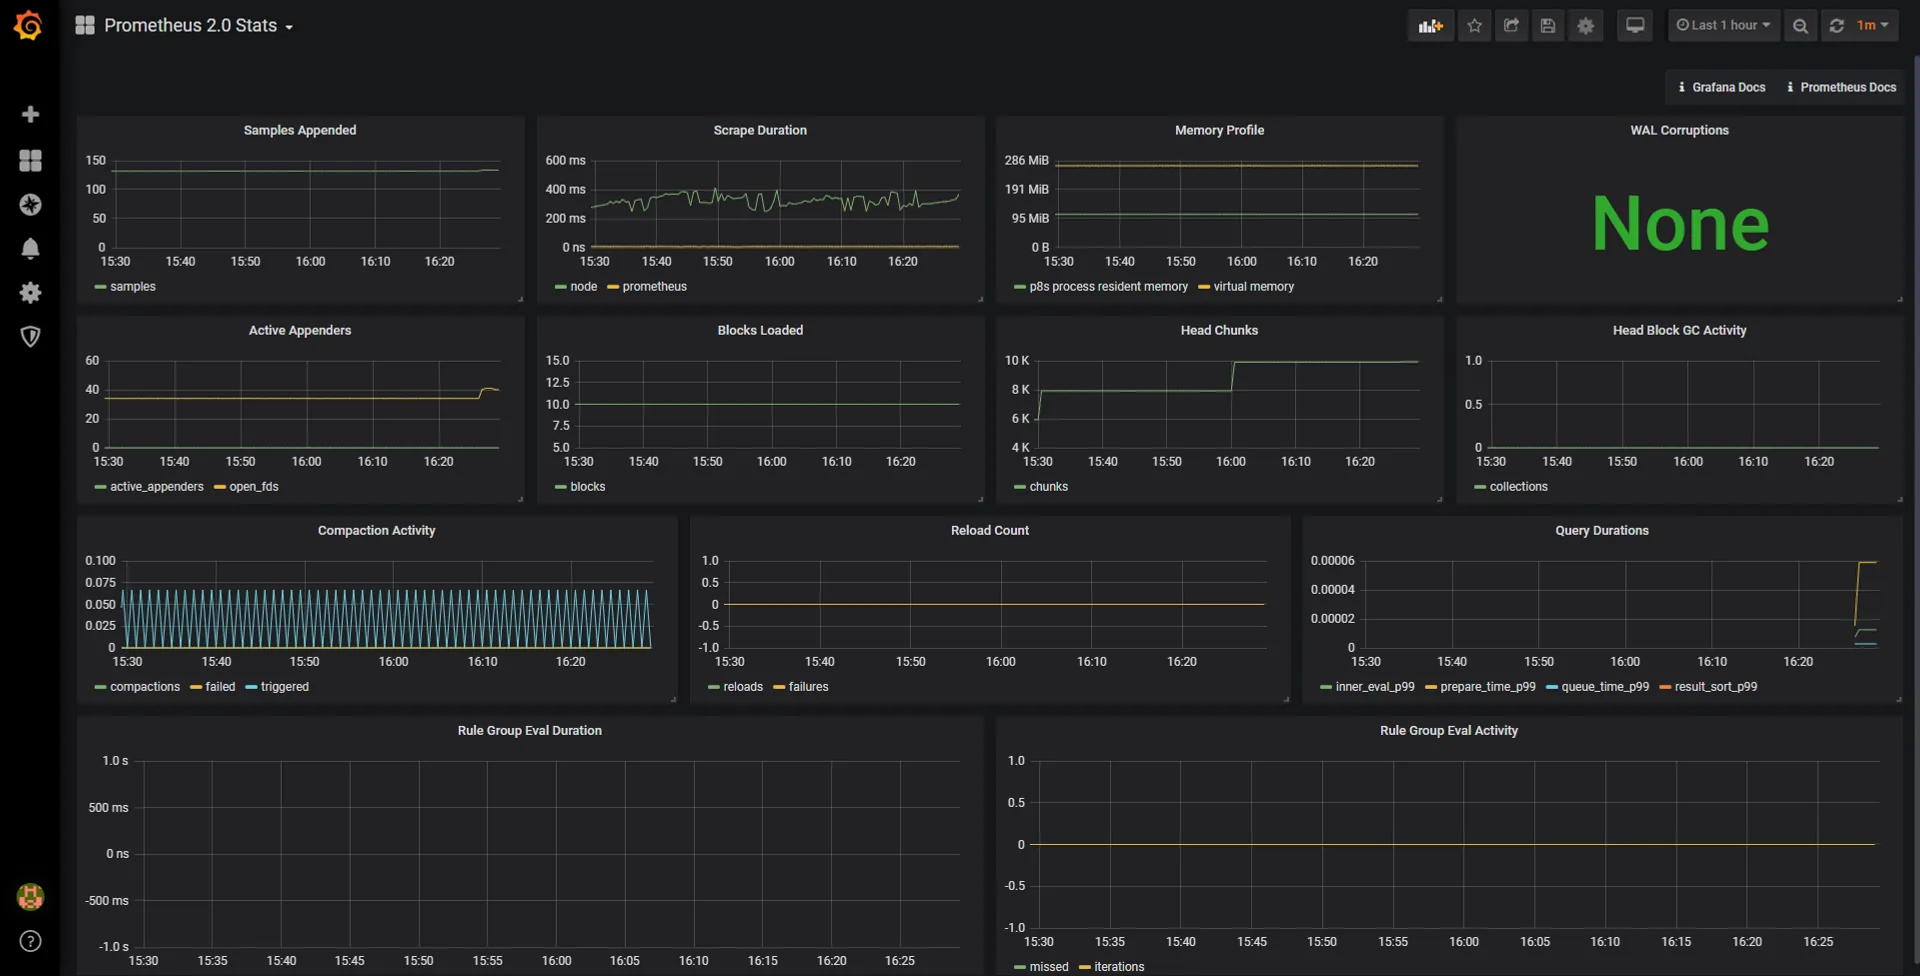 Prometheus 2.0 Stats
Last 1 hour 1m
Grafana Docs Prometheus Docs
Samples Appended
150
100
50
0
15:30 15:40 15:50 16:00 16:10 16:20
samples
Scrape Duration
600 ms
400 ms
200 ms
0 ns
15:30 15:40 15:50 16:00 16:10 16:20
node prometheus
Memory Profile
286 MiB
191 MiB
95 MiB
0 B
15:30 15:40 15:50 16:00 16:10 16:20
p8s process resident memory virtual memory
WAL Corruptions
None
Active Appenders
60
40
20
0
15:30 15:40 15:50 16:00 16:10 16:20
active_appenders open_fds
Blocks Loaded
15.0
12.5
10.0
7.5
5.0
15:30 15:40 15:50 16:00 16:10 16:20
blocks
Head Chunks
10 K
8 K
6 K
4 K
15:30 15:40 15:50 16:00 16:10 16:20
chunks
Head Block GC Activity
1.0
0.5
0
15:30 15:40 15:50 16:00 16:10 16:20
collections
Compaction Activity
0.100
0.075
0.050
0.025
0
15:30 15:40 15:50 16:00 16:10 16:20
compactions failed triggered
Reload Count
1.0
0.5
0
-0.5
-1.0
15:30 15:40 15:50 16:00 16:10 16:20
reloads failures
Query Durations
0.00006
0.00004
0.00002
0
15:30 15:40 15:50 16:00 16:10 16:20
inner_eval_p99 prepare_time_p99 queue_time_p99 result_sort_p99
Rule Group Eval Duration
1.0 s
500 ms
0 ns
-500 ms
-1.0 s
15:30 15:35 15:40 15:45 15:50 15:55 16:00 16:05 16:10 16:15 16:20 16:25
Rule Group Eval Activity
1.0
0.5
0
-0.5
-1.0
15:30 15:35 15:40 15:45 15:50 15:55 16:00 16:05 16:10 16:15 16:20 16:25
missed iterations